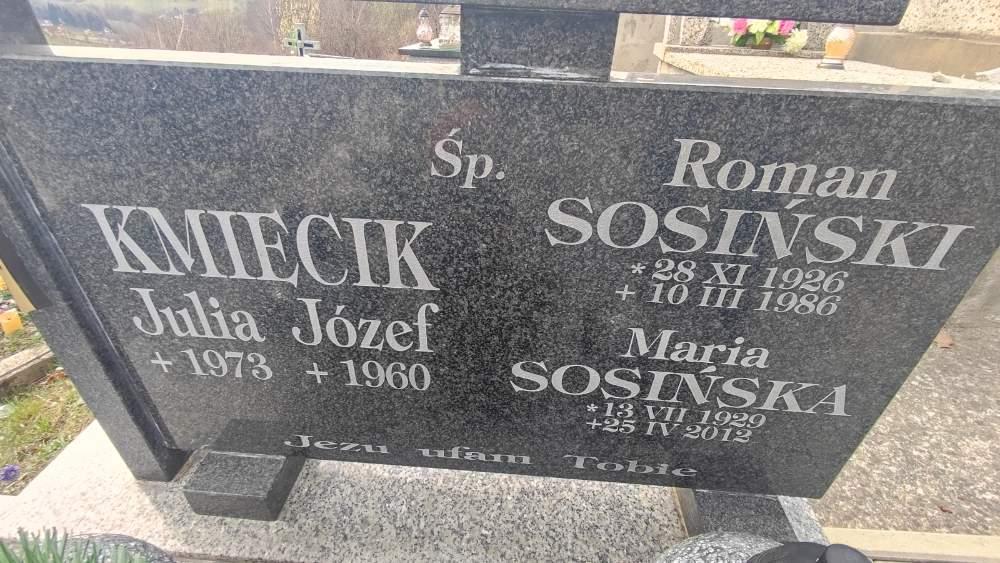 Śp.
KMIĘCIK
Julia Józef
+ 1973 + 1960
Roman
SOSIŃSKI
* 28 XI 1926
+ 10 III 1986
Maria
SOSIŃSKA
*13 VII 1929
+25 IV 2012
Jezu ufam Tobie